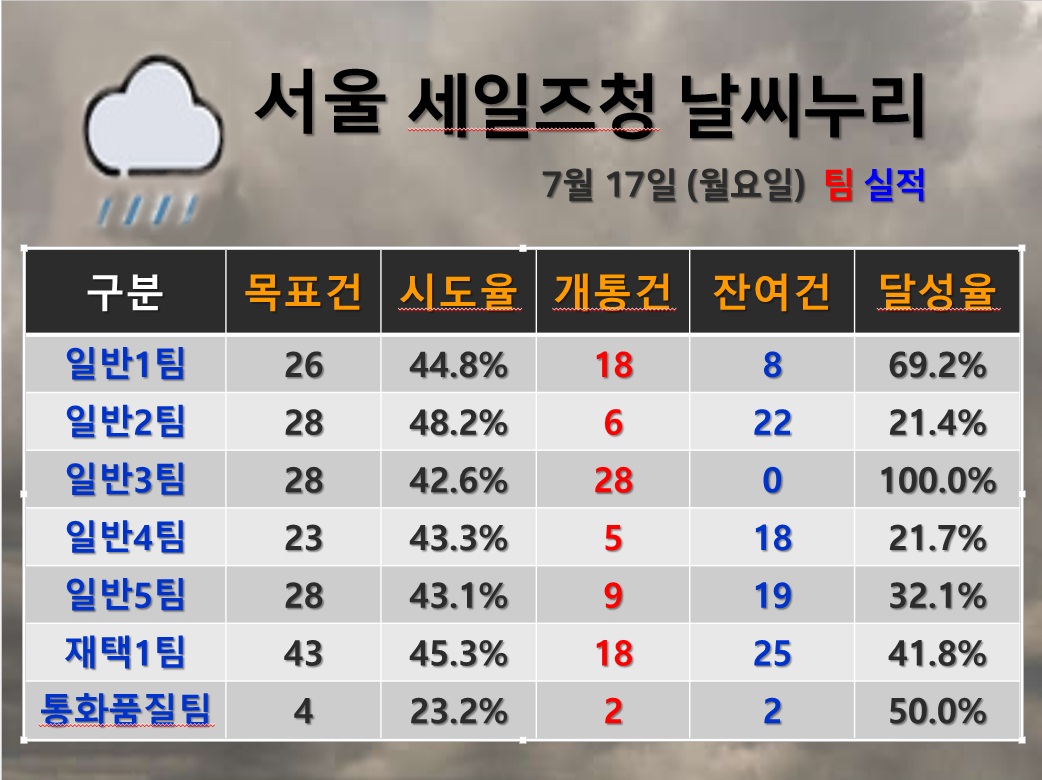 서울 세일즈청 날씨누리
7월 17일 (월요일) 팀 실적
구분 목표건 시도율 개통건 잔여건 달성율
일반1팀 26 44.8% 18 8 69.2%
일반2팀 28 48.2% 6 22 21.4%
일반3팀 28 42.6% 28 0 100.0%
일반4팀 23 43.3% 5 18 21.7%
일반5팀 28 43.1% 9 19 32.1%
재택1팀 43 45.3% 18 25 41.8%
통화품질팀 4 23.2% 2 2 50.0%